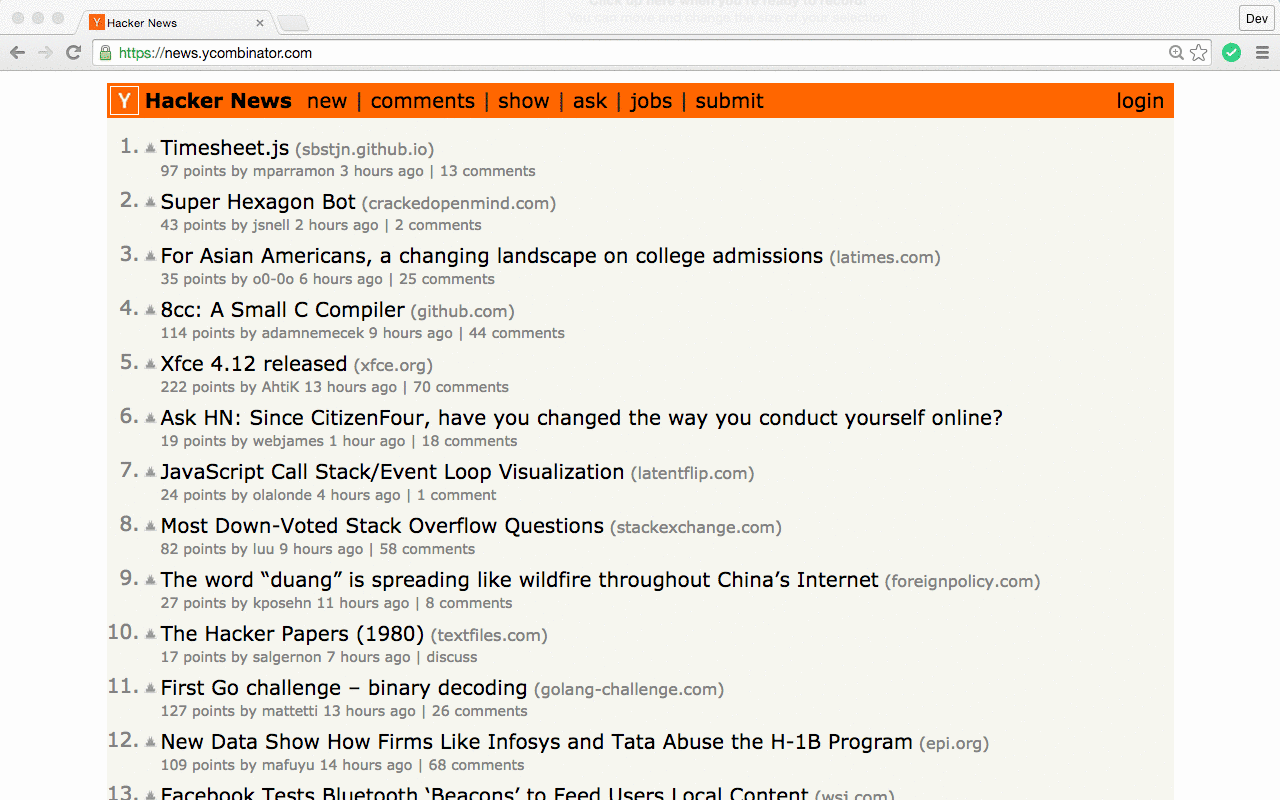 Click up here when you're ready to record!
You can move and change the size of your selection
Hacker News
Dev
https://news.ycombinator.com
Y Hacker News new | comments | show | ask | jobs | submit login
1. Timesheet.js (sbstjn.github.io)
97 points by mparramon 3 hours ago | 13 comments
2. Super Hexagon Bot (crackedopenmind.com)
43 points by jsnell 2 hours ago | 2 comments
3. For Asian Americans, a changing landscape on college admissions (latimes.com)
35 points by o0-0o 6 hours ago | 25 comments
4. 8cc: A Small C Compiler (github.com)
114 points by adamnemecek 9 hours ago | 44 comments
5. Xfce 4.12 released (xfce.org)
222 points by AhtiK 13 hours ago | 70 comments
6. Ask HN: Since CitizenFour, have you changed the way you conduct yourself online?
19 points by webjames 1 hour ago | 18 comments
7. JavaScript Call Stack/Event Loop Visualization (latentflip.com)
24 points by olalonde 4 hours ago | 1 comment
8. Most Down-Voted Stack Overflow Questions (stackexchange.com)
82 points by luu 9 hours ago | 58 comments
9. The word “duang” is spreading like wildfire throughout China’s Internet (foreignpolicy.com)
27 points by kposehn 11 hours ago | 8 comments
10. The Hacker Papers (1980) (textfiles.com)
17 points by salgernon 7 hours ago | discuss
11. First Go challenge – binary decoding (golang-challenge.com)
127 points by mattetti 13 hours ago | 26 comments
12. New Data Show How Firms Like Infosys and Tata Abuse the H-1B Program (epi.org)
109 points by mafuyu 14 hours ago | 68 comments
13. Facebook Tests Bluetooth ‘Beacons’ to Feed Users Local Content (wsj.com)